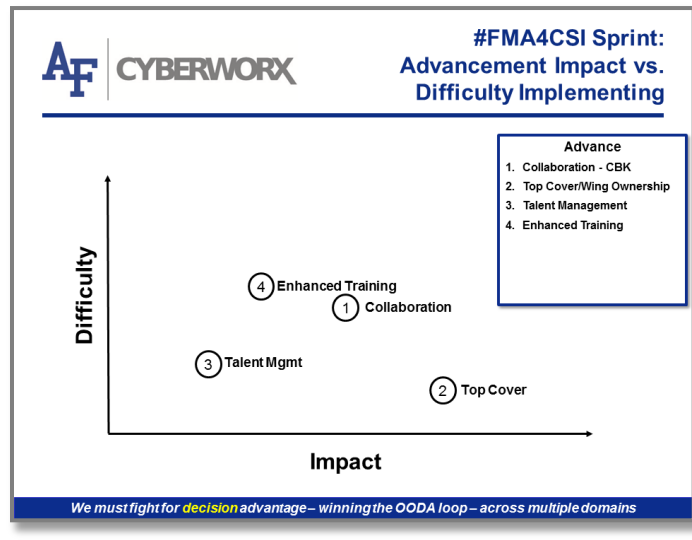 #FMA4CSI Sprint:
Advancement Impact vs.
Difficulty Implementing
AF
CYBERWORX
Advance
1. Collaboration - CBK
2. Top Cover/Wing Ownership
3. Talent Management
4. Enhanced Training
Difficulty
4 Enhanced Training
1 Collaboration
3 Talent Mgmt
2 Top Cover
Impact
We must fight for decision advantage – winning the OODA loop – across multiple domains